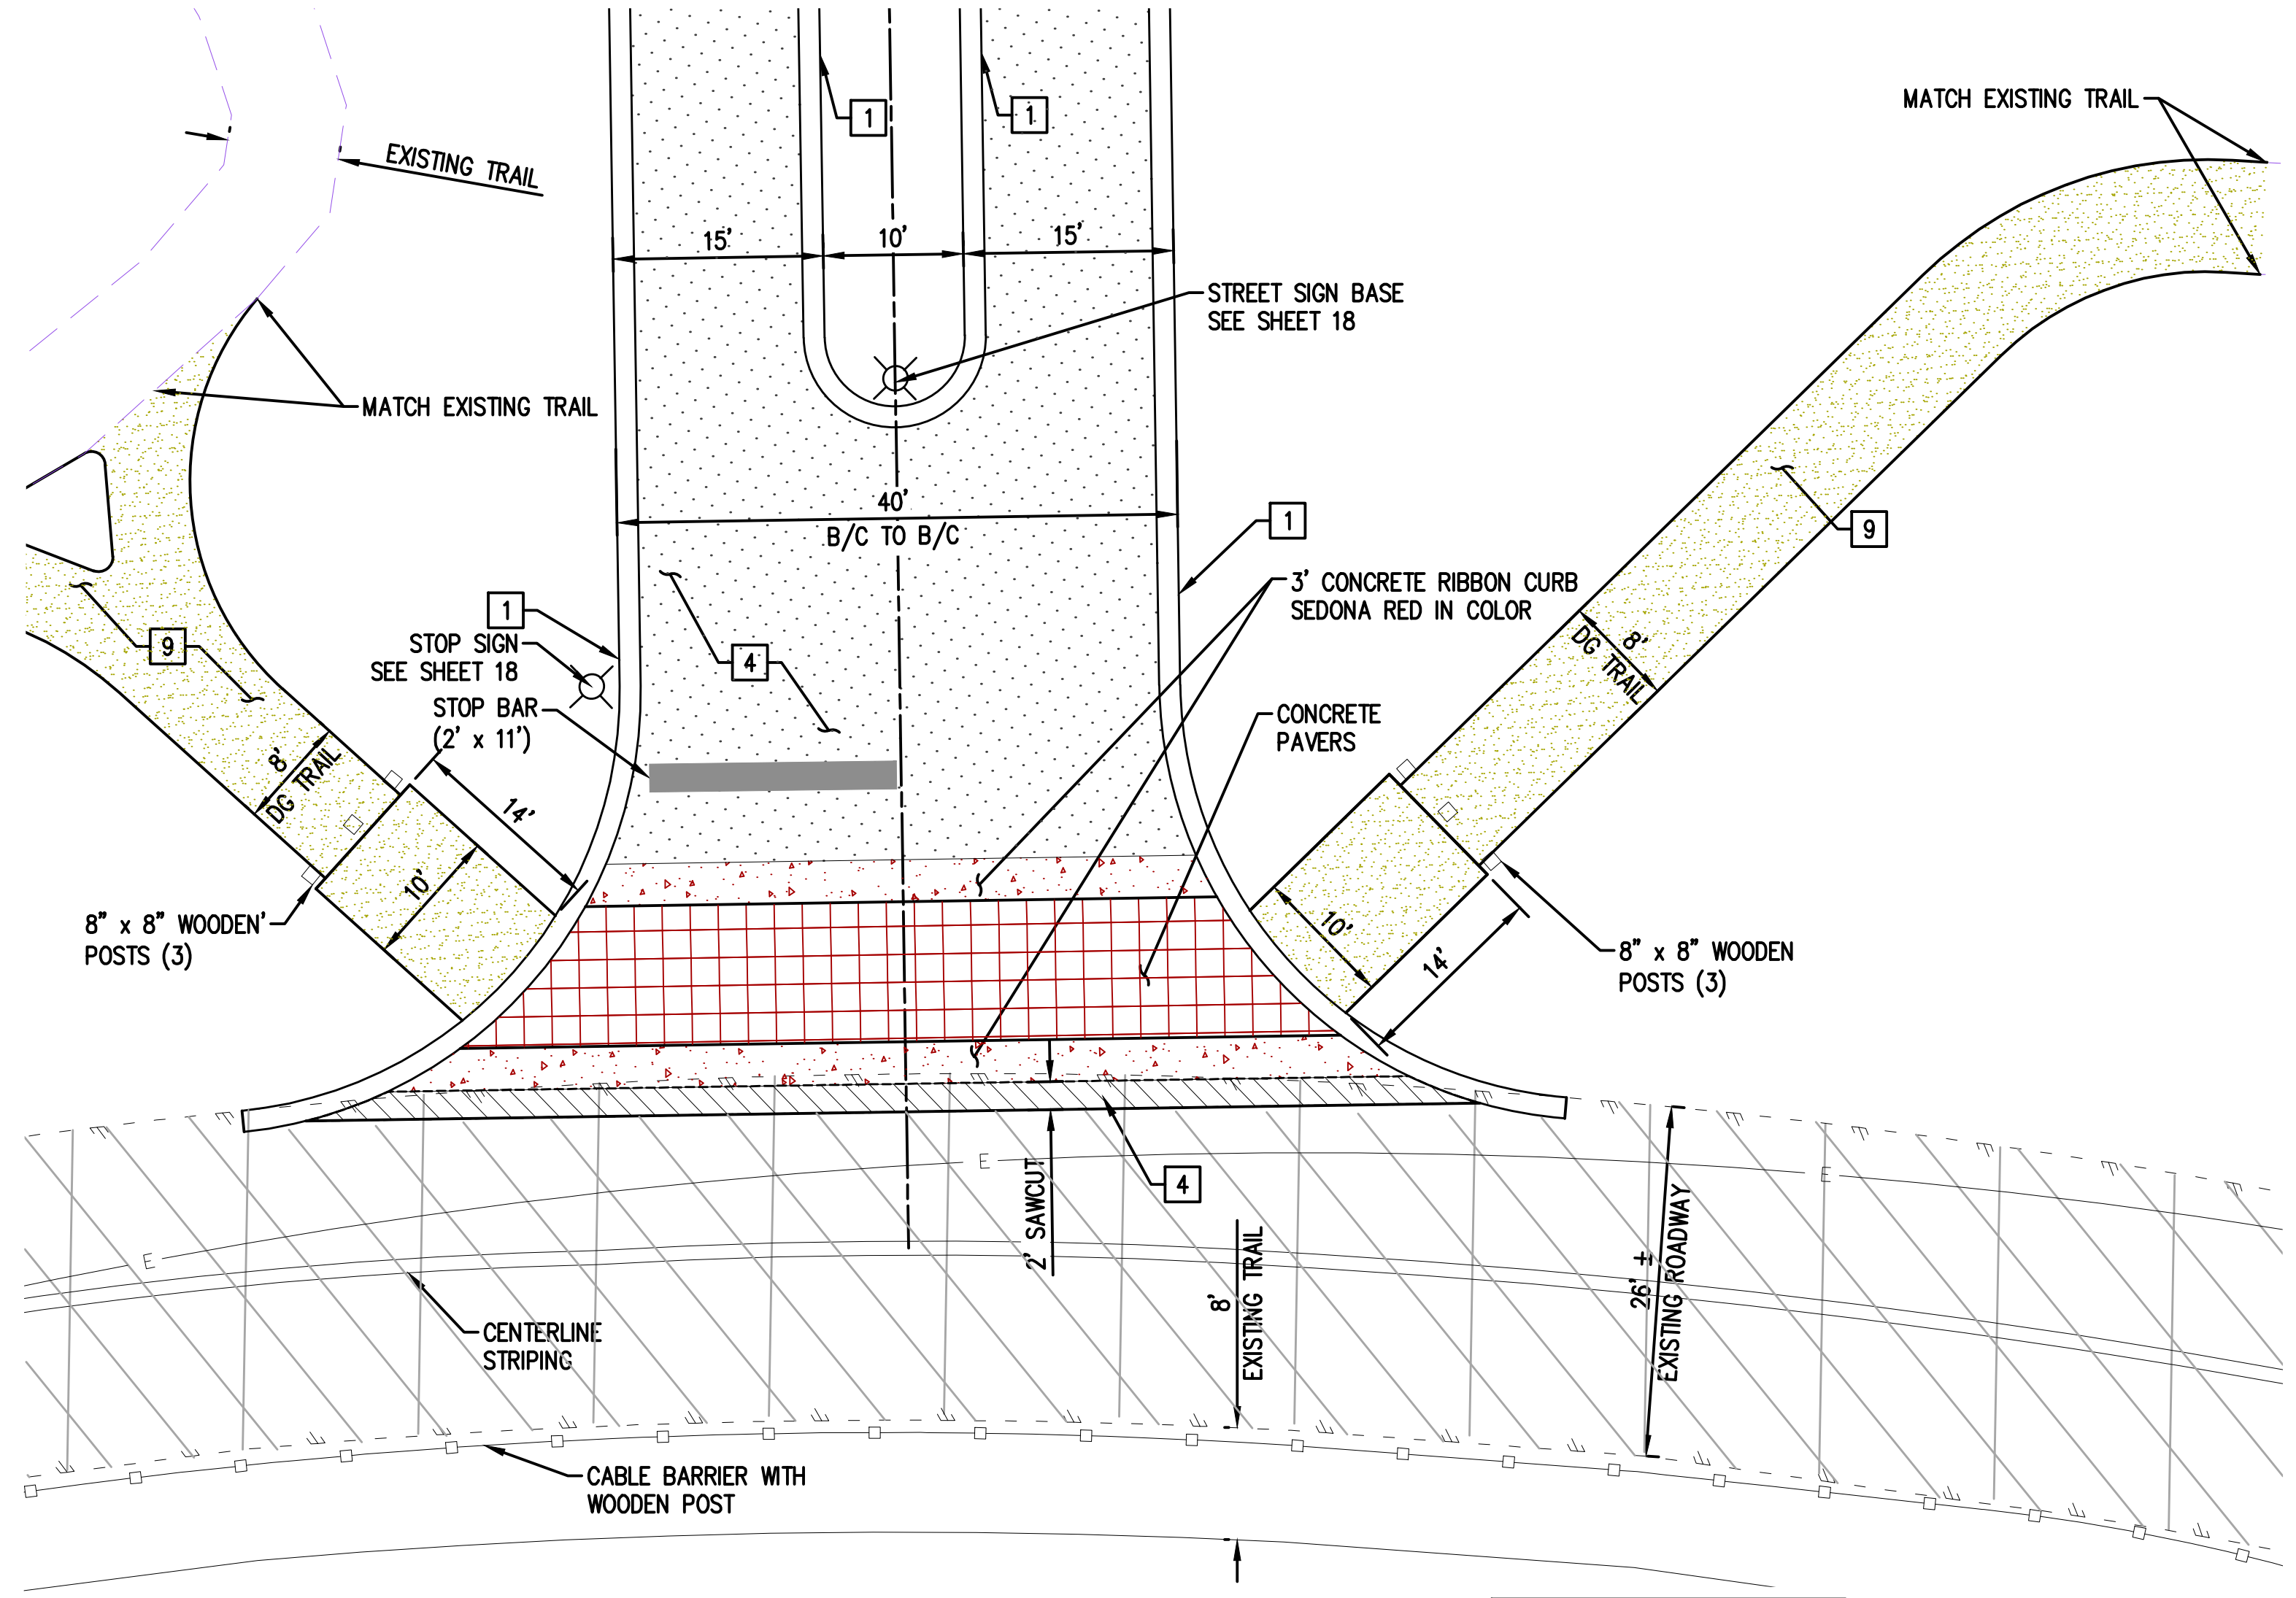 MATCH EXISTING TRAIL
1
1
EXISTING TRAIL
15'
10'
15'
STREET SIGN BASE
SEE SHEET 18
MATCH EXISTING TRAIL
40'
B/C TO B/C
1
9
3' CONCRETE RIBBON CURB
SEDONA RED IN COLOR
1
STOP SIGN
SEE SHEET 18
9
4
8'
DG TRAIL
STOP BAR
(2' x 11')
CONCRETE
PAVERS
8'
DG TRAIL
14'
10'
8" x 8" WOODEN'
POSTS (3)
10'
14'
8" x 8" WOODEN
POSTS (3)
E
E
E
4
2' SAWCUT
8'
EXISTING TRAIL
26' ±
EXISTING ROADWAY
CENTERLINE
STRIPING
CABLE BARRIER WITH
WOODEN POST